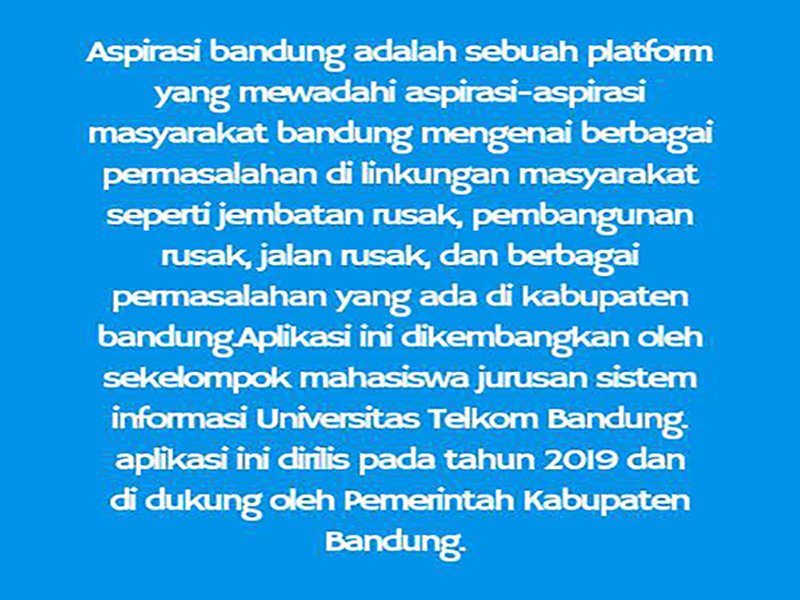 Aspirasi bandung adalah sebuah platform
yang mewadahi aspirasi-aspirasi
masyarakat bandung mengenai berbagai
permasalahan di linkungan masyarakat
seperti jembatan rusak, pembangunan
rusak, jalan rusak, dan berbagai
permasalahan yang ada di kabupaten
bandung.Aplikasi ini dikembangkan oleh
sekelompok mahasiswa jurusan sistem
informasi Universitas Telkom Bandung.
aplikasi ini dirilis pada tahun 2019 dan
di dukung oleh Pemerintah Kabupaten
Bandung.